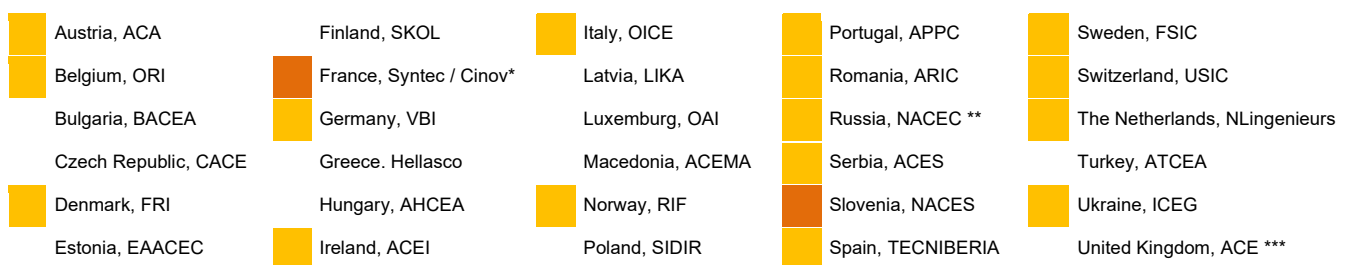 Austria, ACA
Belgium, ORI
Bulgaria, BACEA
Czech Republic, CACE
Denmark, FRI
Estonia, EAACEC
Finland, SKOL
France, Syntec / Cinov*
Germany, VBI
Greece. Hellasco
Hungary, AHCEA
Ireland, ACEI
Italy, OICE
Latvia, LIKA
Luxemburg, OAI
Macedonia, ACEMA
Norway, RIF
Poland, SIDIR
Portugal, APPC
Romania, ARIC
Russia, NACEC **
Serbia, ACES
Slovenia, NACES
Spain, TECNIBERIA
Sweden, FSIC
Switzerland, USIC
The Netherlands, NLingenieurs
Turkey, ATCEA
Ukraine, ICEG
United Kingdom, ACE ***